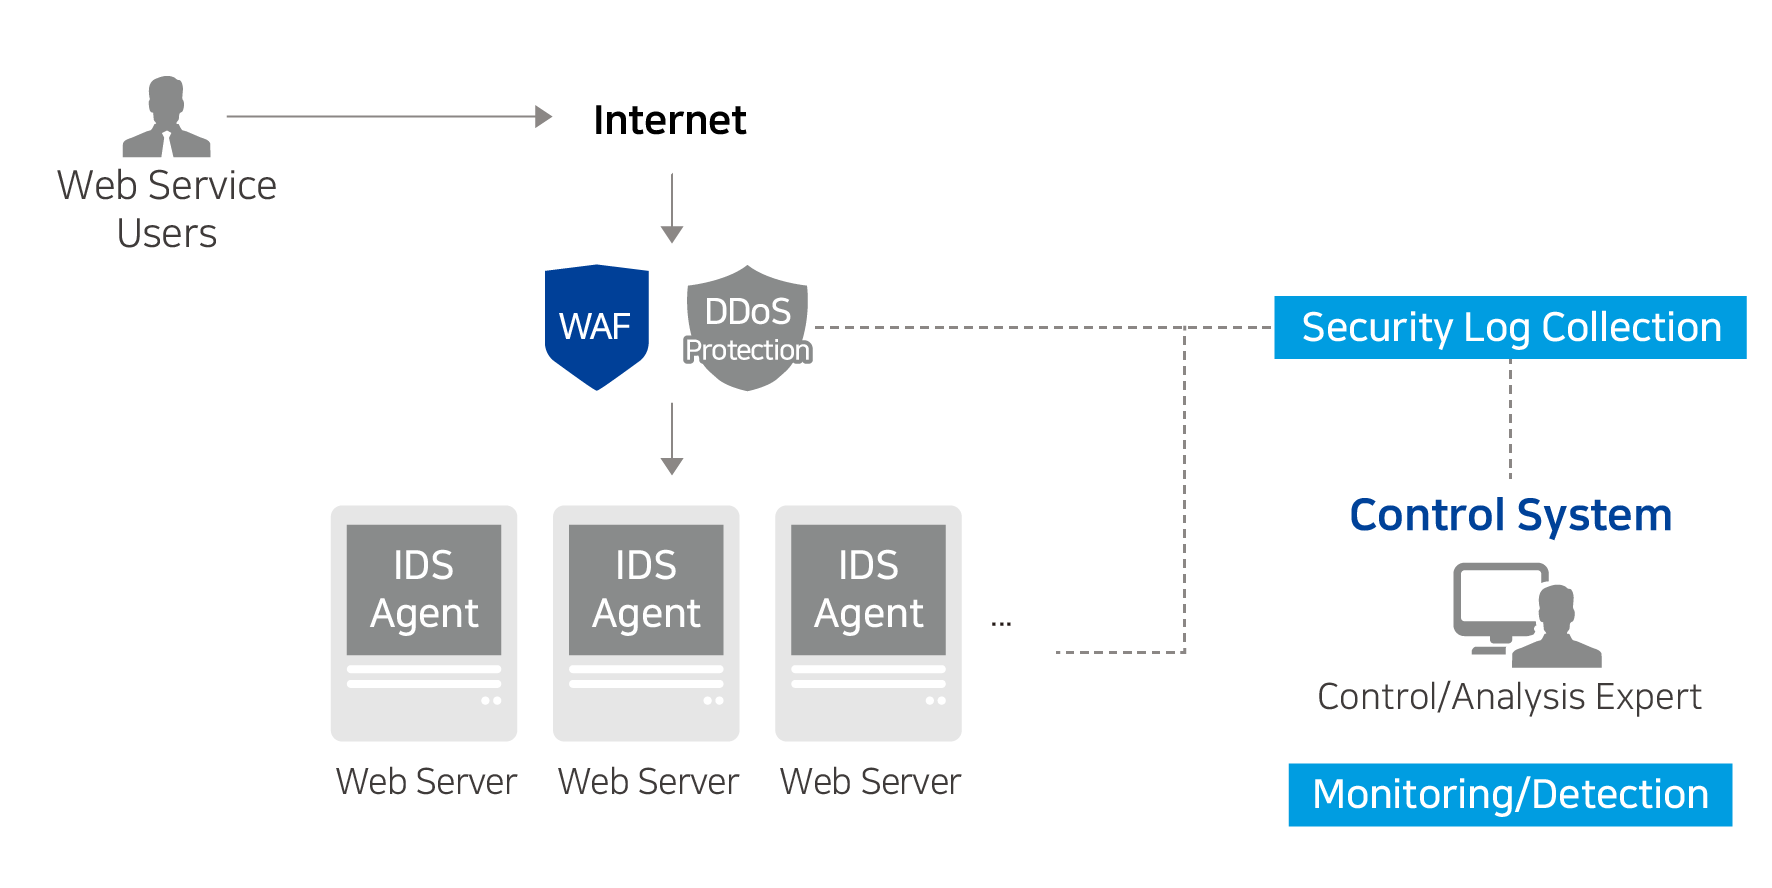 Internet
Web Service
Users
WAF
DDoS
Protection
Security Log Collection
Control System
IDS
Agent
IDS
Agent
IDS
Agent
...
Control/Analysis Expert
Web Server
Web Server
Web Server
Monitoring/Detection